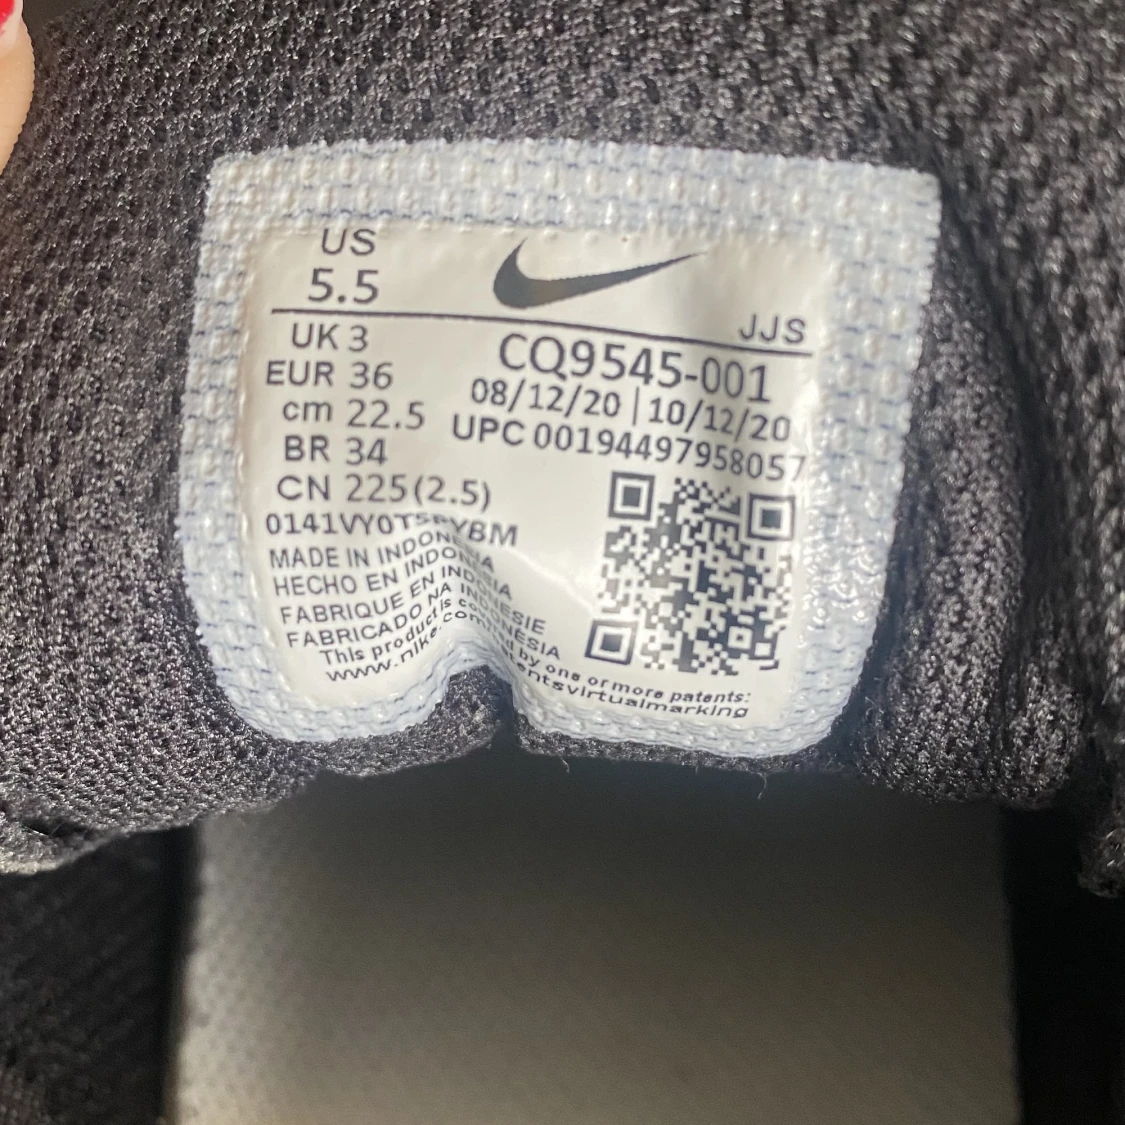 US
5.5
JJS
UK 3
EUR 36
cm 22.5
BR 34
CN 225(2.5)
CQ9545-001
08/12/20 | 10/12/20
UPC 00194497958057
MADE IN INDONESIA
HECHO EN INDONESIA
FABRIQUE EN INDONESIE
FABRICADO NA INDONÉSIA
This product is by one or more patents:
www.nike.com